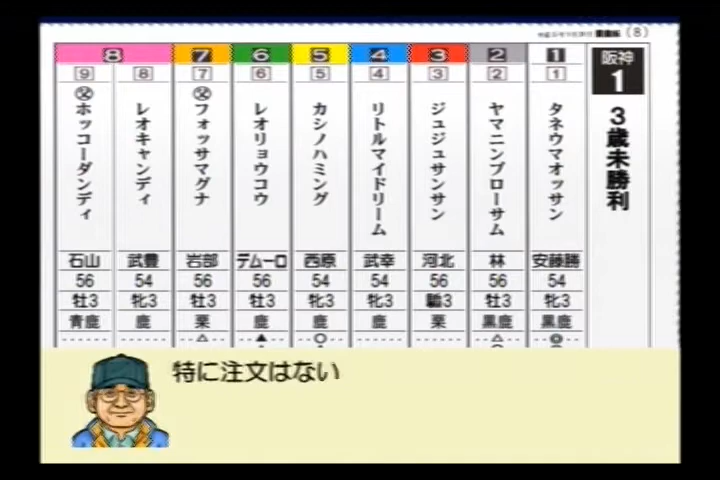 (8)
阪神
1
3歳未勝利
8 7 6 5 4 3 2 1
9 8 7 6 5 4 3 2 1
タネウマオッサン
ヤマニンブローサム
ジュジュサンサン
リトルマイドリーム
カシノハミング
レオリョウコウ
父フォッサマグナ
レオキャンディ
父ホッコーダンディ
石山 武豊 岩部 デムーロ 西原 武幸 河北 林 安藤勝
56 54 56 56 54 54 56 56 54
牡3 牝3 牡3 牡3 牝3 牝3 騸3 牡3 牝3
青鹿 鹿 栗 鹿 鹿 鹿 栗 黒鹿 黒鹿
△ ▲ ○ △ ◎
特に注文はない